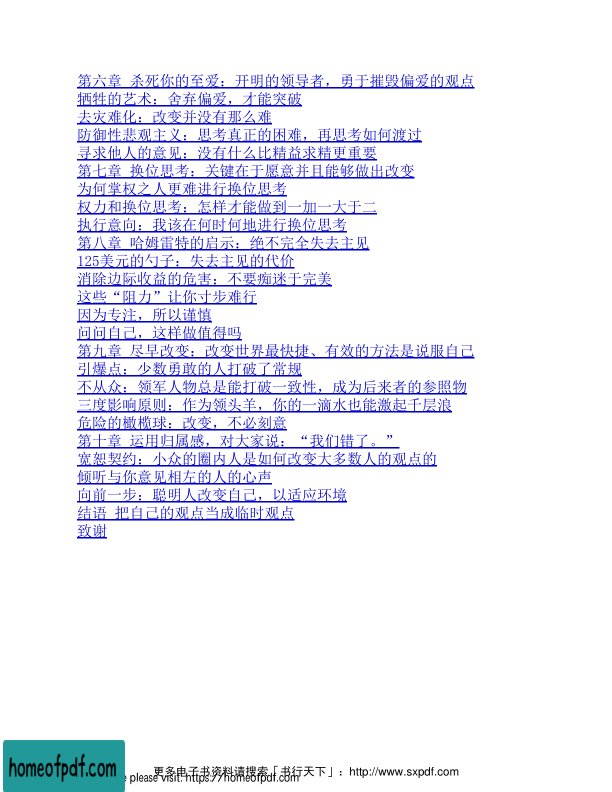 第六章 杀死你的至爱：开明的领导者，勇于摧毁偏爱的观点
牺牲的艺术：舍弃偏爱，才能突破
去灾难化：改变并没有那么难
防御性悲观主义：思考真正的困难，再思考如何渡过
寻求他人的意见：没有什么比精益求精更重要
第七章 换位思考：关键在于愿意并且能够做出改变
为何掌权之人更难进行换位思考
权力和换位思考：怎样才能做到一加一大于二
执行意向：我该在何时何地进行换位思考
第八章 哈姆雷特的启示：绝不完全失去主见
125美元的勺子：失去主见的代价
消除边际收益的危害：不要痴迷于完美
这些“阻力”让你寸步难行
因为专注，所以谨慎
问问自己，这样做值得吗
第九章 尽早改变：改变世界最快捷、有效的方法是说服自己
引爆点：少数勇敢的人打破了常规
不从众：领军人物总是能打破一致性，成为后来者的参照物
三度影响原则：作为领头羊，你的一滴水也能激起千层浪
危险的橄榄球：改变，不必刻意
第十章 运用归属感，对大家说：“我们错了。”
宽恕契约：小众的圈内人是如何改变大多数人的观点的
倾听与你意见相左的人的心声
向前一步：聪明人改变自己，以适应环境
结语 把自己的观点当成临时观点
致谢
更多电子书资料请搜索「书行天下」：http://www.sxpdf.com
homeofpdf.com
please visit: https://homeofpdf.com